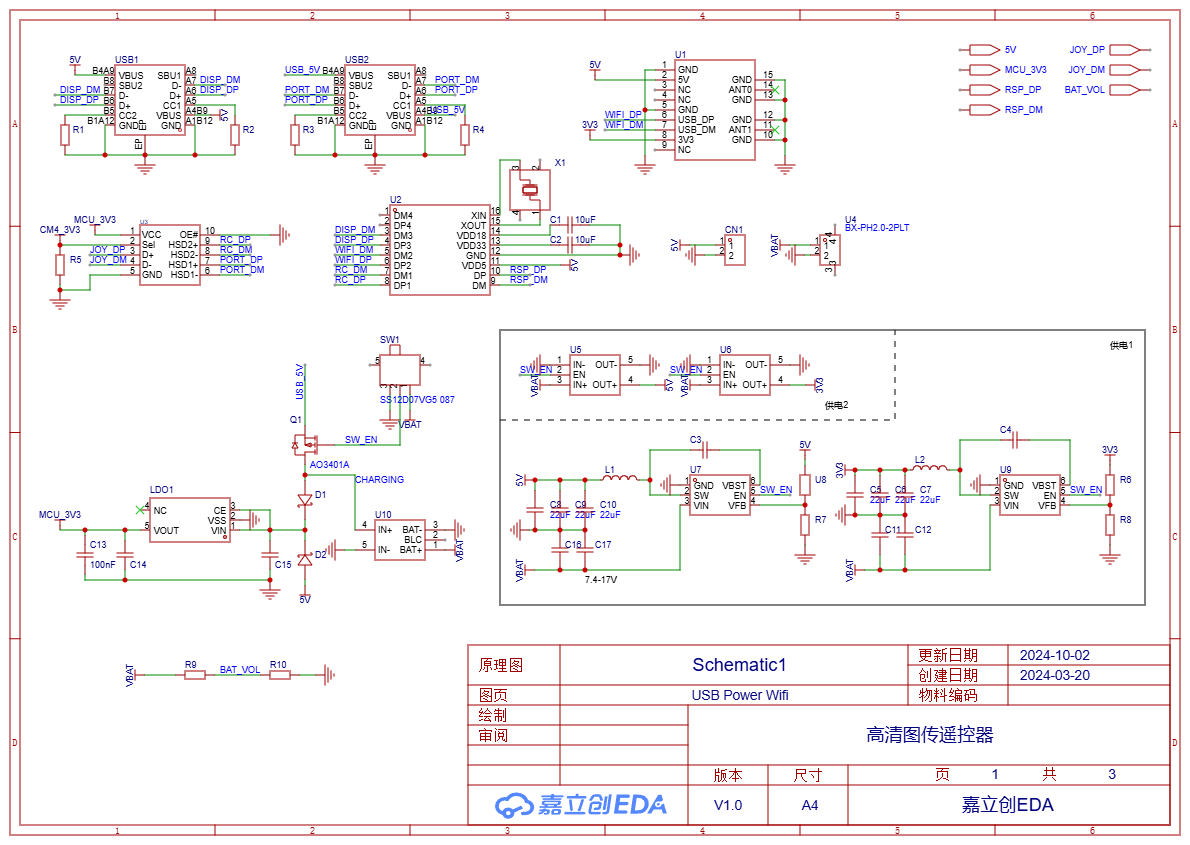 1 2 3 4 5 6
A
B
C
D
USB1
5V
B4A9 VBUS SBU1 A8
B8 SBU2 D- A7 DISP_DM
DISP_DM B7 D- D+ A6 DISP_DP
DISP_DP B6 D+ CC1 A5
B5 CC2 VBUS A4B9 5V
B1A12 GND GND A1B12
EP
EP
R1
R2
USB2
USB_5V B4A9 VBUS SBU1 A8
B8 SBU2 D- A7 PORT_DM
PORT_DM B7 D- D+ A6 PORT_DP
PORT_DP B6 D+ CC1 A5
B5 CC2 VBUS A4B9 USB_5V
B1A12 GND GND A1B12
EP
EP
R3
R4
U1
5V
1 GND
2 5V GND 15
3 NC ANT0 14
4 NC GND 13
5 GND
WIFI_DP 6 USB_DP GND 12
WIFI_DM 7 USB_DM ANT1 11
3V3 8 3V3 GND 10
9 NC
5V
MCU_3V3
RSP_DP
RSP_DM
JOY_DP
JOY_DM
BAT_VOL
U3
MCU_3V3
CM4_3V3
1 VCC OE# 10
2 Sel HSD2+ 9 RC_DP
JOY_DP 3 D+ HSD2- 8 RC_DM
JOY_DM 4 D- HSD1+ 7 PORT_DP
5 GND HSD1- 6 PORT_DM
R5
X1
3 2
4 1
U2
1 DM4 XIN 16
2 DP4 XOUT 15
DISP_DM 3 DM3 VDD18 14
DISP_DP 4 DP3 VDD33 13
WIFI_DM 5 DM2 GND 12
WIFI_DP 6 DP2 VDD5 11 5V
RC_DM 7 DM1 DP 10 RSP_DP
RC_DP 8 DP1 DM 9 RSP_DM
C1 10uF
C2 10uF
CN1
5V
1 1
2 2
U4
BX-PH2.0-2PLT
VBAT
1 1
2 2
4 4
3 3
SW1
5 4
3 2 1
SS12D07VG5 087
VBAT
USB_5V
Q1
SW_EN
AO3401A
CHARGING
D1
D2
5V
LDO1
MCU_3V3
4 NC CE 3
VSS 2
5 VOUT VIN 1
C13
100nF
C14
C15
U10
4 IN+ BAT- 3
BLC 2
5 IN- BAT+ 1
VBAT
供电1
供电2
U5
1 IN- OUT- 5
SW_EN 2 EN
VBAT 3 IN+ OUT+ 4 5V
U6
1 IN- OUT- 5
SW_EN 2 EN
VBAT 3 IN+ OUT+ 4 3V3
5V
L1
C3
U7
1 GND VBST 6
2 SW EN 5 SW_EN
3 VIN VFB 4
5V
U8
R7
C8 C9 C10
22uF 22uF 22uF
C16 C17
VBAT
7.4-17V
3V3
L2
C4
U9
1 GND VBST 6
2 SW EN 5 SW_EN
3 VIN VFB 4
3V3
R6
R8
C5 C6 C7
22uF 22uF 22uF
C11 C12
VBAT
VBAT
R9
BAT_VOL
R10
原理图 Schematic1 更新日期 2024-10-02
创建日期 2024-03-20
图页 USB Power Wifi 物料编码
绘制
审阅
高清图传遥控器
版本 尺寸 页 1 共 3
嘉立创EDA V1.0 A4 嘉立创EDA
A
B
C
D
1 2 3 4 5 6